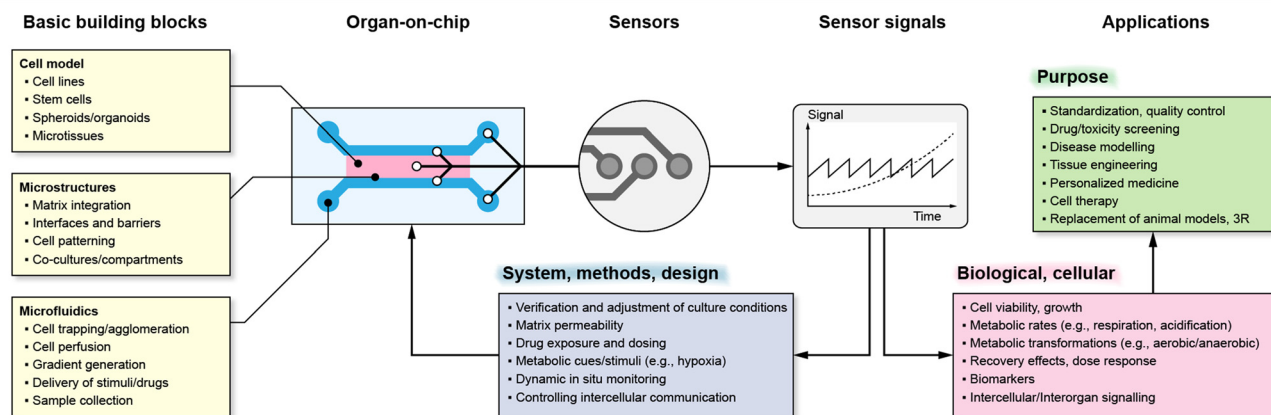 Basic building blocks
Organ-on-chip
Sensors
Sensor signals
Applications
Cell model
▪ Cell lines
▪ Stem cells
▪ Spheroids/organoids
▪ Microtissues
Microstructures
▪ Matrix integration
▪ Interfaces and barriers
▪ Cell patterning
▪ Co-cultures/compartments
Microfluidics
▪ Cell trapping/agglomeration
▪ Cell perfusion
▪ Gradient generation
▪ Delivery of stimuli/drugs
▪ Sample collection
Signal
Time
System, methods, design
▪ Verification and adjustment of culture conditions
▪ Matrix permeability
▪ Drug exposure and dosing
▪ Metabolic cues/stimuli (e.g., hypoxia)
▪ Dynamic in situ monitoring
▪ Controlling intercellular communication
Purpose
▪ Standardization, quality control
▪ Drug/toxicity screening
▪ Disease modelling
▪ Tissue engineering
▪ Personalized medicine
▪ Cell therapy
▪ Replacement of animal models, 3R
Biological, cellular
▪ Cell viability, growth
▪ Metabolic rates (e.g., respiration, acidification)
▪ Metabolic transformations (e.g., aerobic/anaerobic)
▪ Recovery effects, dose response
▪ Biomarkers
▪ Intercellular/Interorgan signalling